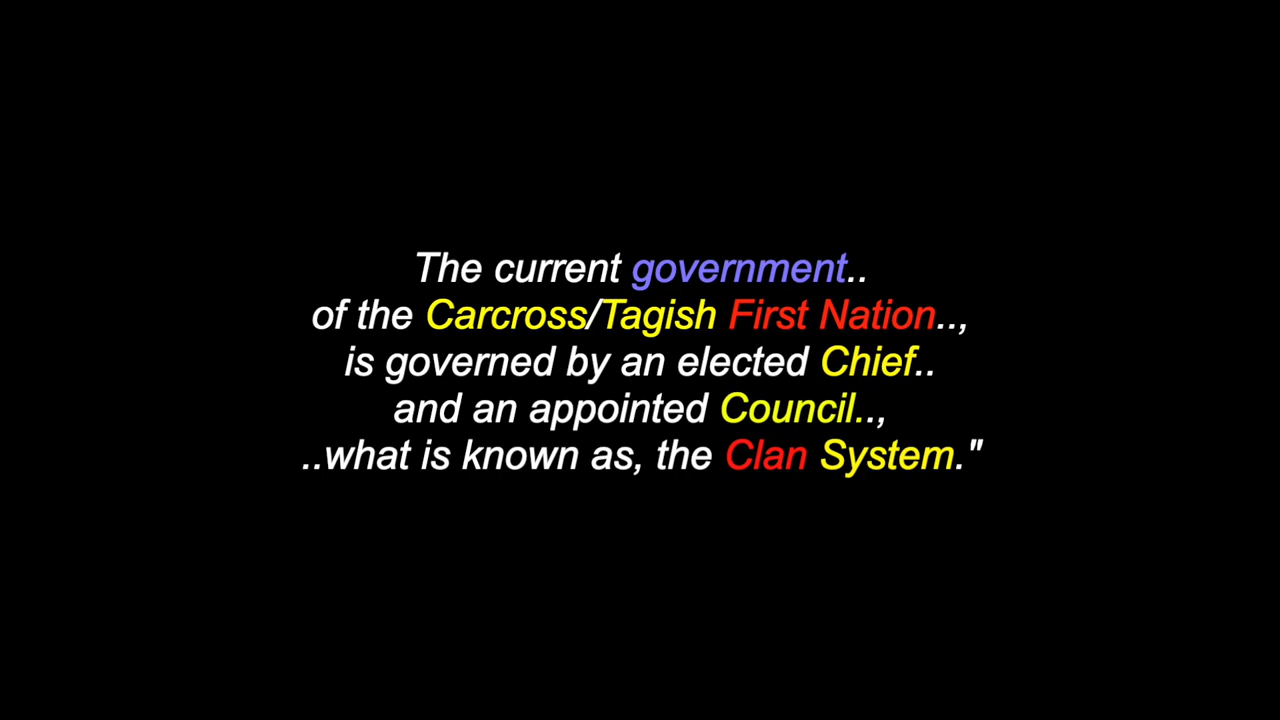 The current government..
of the Carcross/Tagish First Nation..,
is governed by an elected Chief..
and an appointed Council..,
..what is known as, the Clan System."